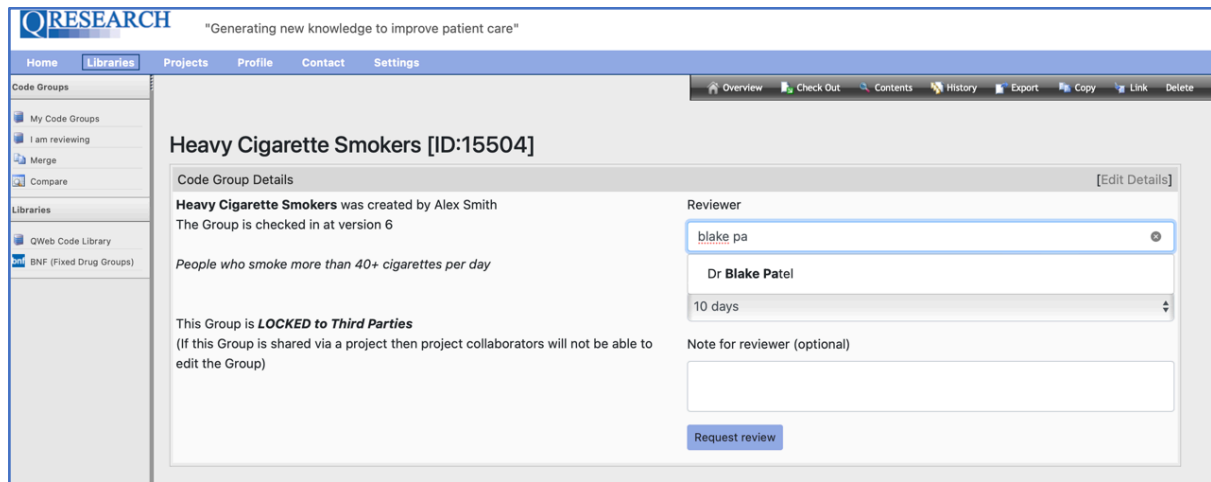 QRESEARCH "Generating new knowledge to improve patient care"
Home Libraries Projects Profile Contact Settings
Code Groups
My Code Groups
I am reviewing
Merge
Compare
Libraries
QWeb Code Library
bnf BNF (Fixed Drug Groups)
Overview Check Out Contents History Export Copy Link Delete
Heavy Cigarette Smokers [ID:15504]
Code Group Details [Edit Details]
Heavy Cigarette Smokers was created by Alex Smith
The Group is checked in at version 6
People who smoke more than 40+ cigarettes per day
This Group is LOCKED to Third Parties
(If this Group is shared via a project then project collaborators will not be able to
edit the Group)
Reviewer
blake pa
Dr Blake Patel
10 days
Note for reviewer (optional)
Request review